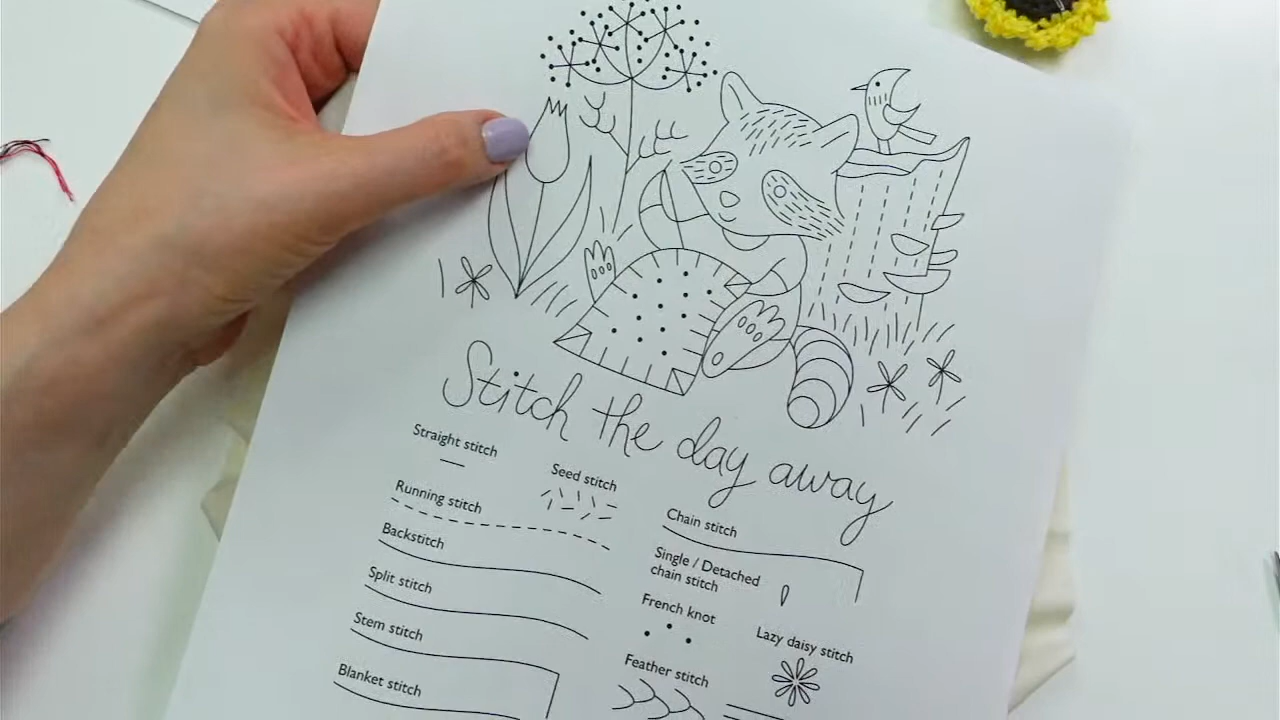 Stitch the day away
Straight stitch
Seed stitch
Running stitch
Backstitch
Split stitch
Stem stitch
Blanket stitch
Chain stitch
Single / Detached
chain stitch
French knot
Lazy daisy stitch
Feather stitch